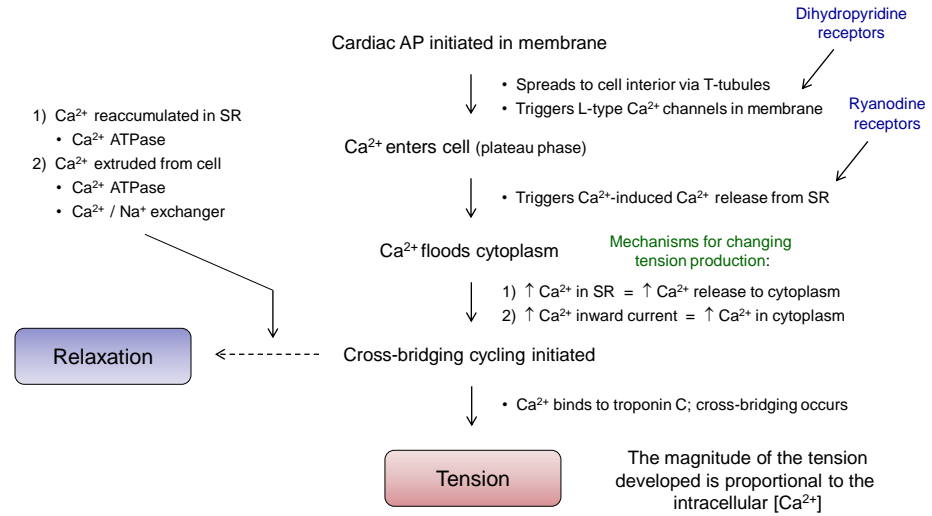 Dihydropyridine
receptors
Cardiac AP initiated in membrane
• Spreads to cell interior via T-tubules
• Triggers L-type Ca²⁺ channels in membrane
Ryanodine
receptors
1) Ca²⁺ reaccumulated in SR
• Ca²⁺ ATPase
2) Ca²⁺ extruded from cell
• Ca²⁺ ATPase
• Ca²⁺ / Na⁺ exchanger
Ca²⁺ enters cell (plateau phase)
• Triggers Ca²⁺-induced Ca²⁺ release from SR
Ca²⁺ floods cytoplasm
Mechanisms for changing
tension production:
1) ↑ Ca²⁺ in SR = ↑ Ca²⁺ release to cytoplasm
2) ↑ Ca²⁺ inward current = ↑ Ca²⁺ in cytoplasm
Relaxation
Cross-bridging cycling initiated
• Ca²⁺ binds to troponin C; cross-bridging occurs
Tension
The magnitude of the tension
developed is proportional to the
intracellular [Ca²⁺]